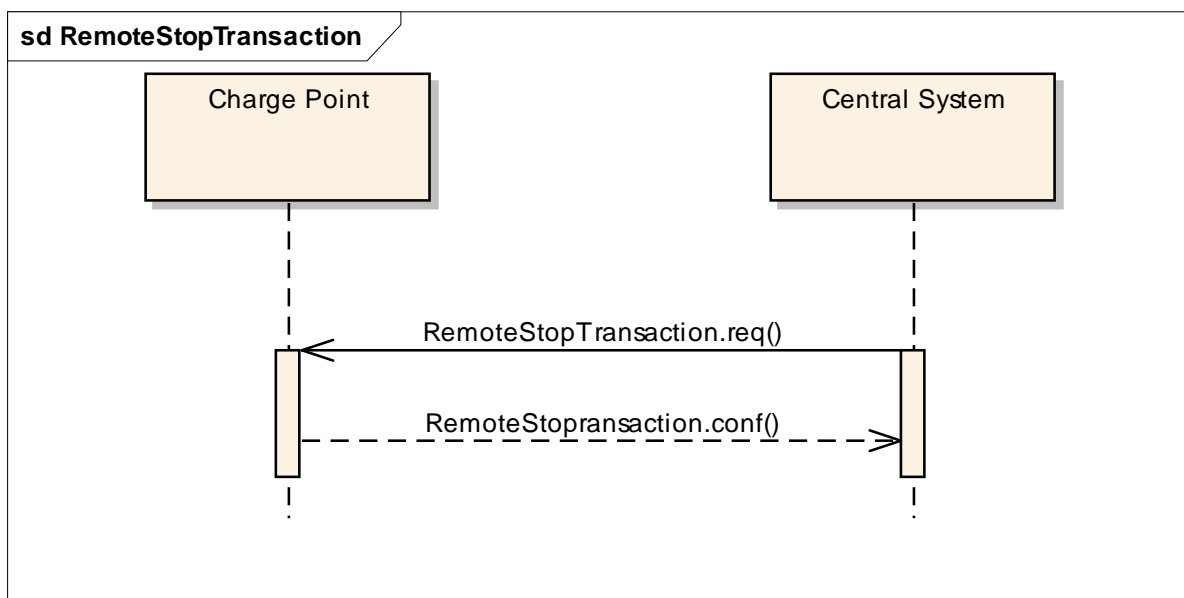 sd RemoteStopTransaction
Charge Point
Central System
RemoteStopTransaction.req()
RemoteStopransaction.conf()